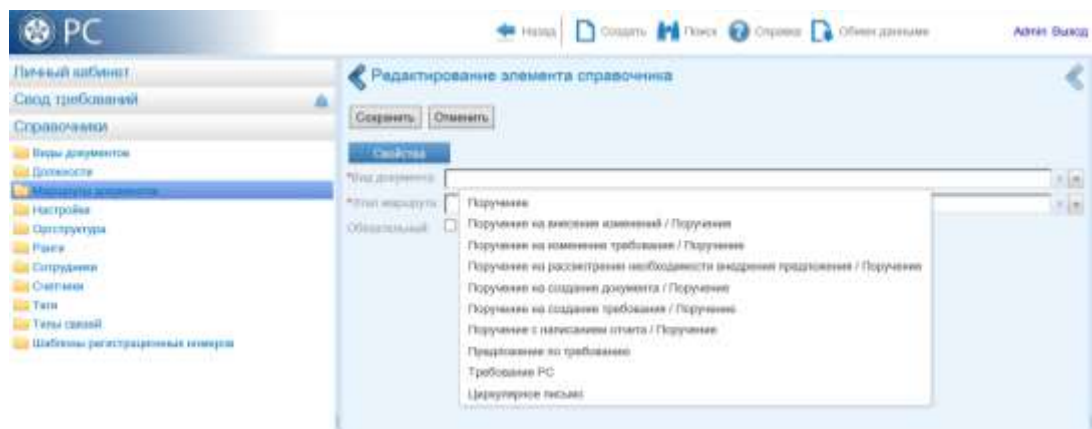 РС
Назад
Создать
Поиск
Справка
Обмен данными
Admin Выход
Личный кабинет
Свод требований
Справочники
Виды документов
Должности
Маршруты документов
Настройки
Оргструктура
Ранги
Сотрудники
Счетчики
Теги
Типы связей
Шаблоны регистрационных номеров
Редактирование элемента справочника
Сохранить
Отменить
Свойства
*Вид документа
*Этап маршрута
Обязательный
Поручение
Поручение на внесение изменений / Поручение
Поручение на изменение требования / Поручение
Поручение на рассмотрение необходимости внедрения предложения / Поручение
Поручение на создание документа / Поручение
Поручение на создание требования / Поручение
Поручение с написанием отчета / Поручение
Предложение по требованию
Требование РС
Циркулярное письмо